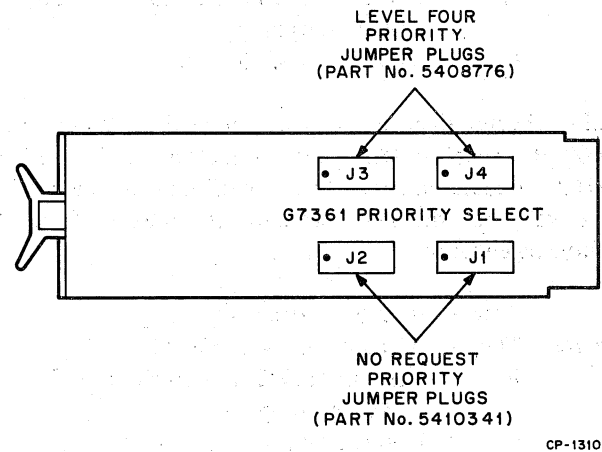 LEVEL FOUR
PRIORITY
JUMPER PLUGS
(PART No. 5408776)
J3
J4
G7361 PRIORITY SELECT
J2
J1
NO REQUEST
PRIORITY
JUMPER PLUGS
(PART No. 5410341)
CP-1310